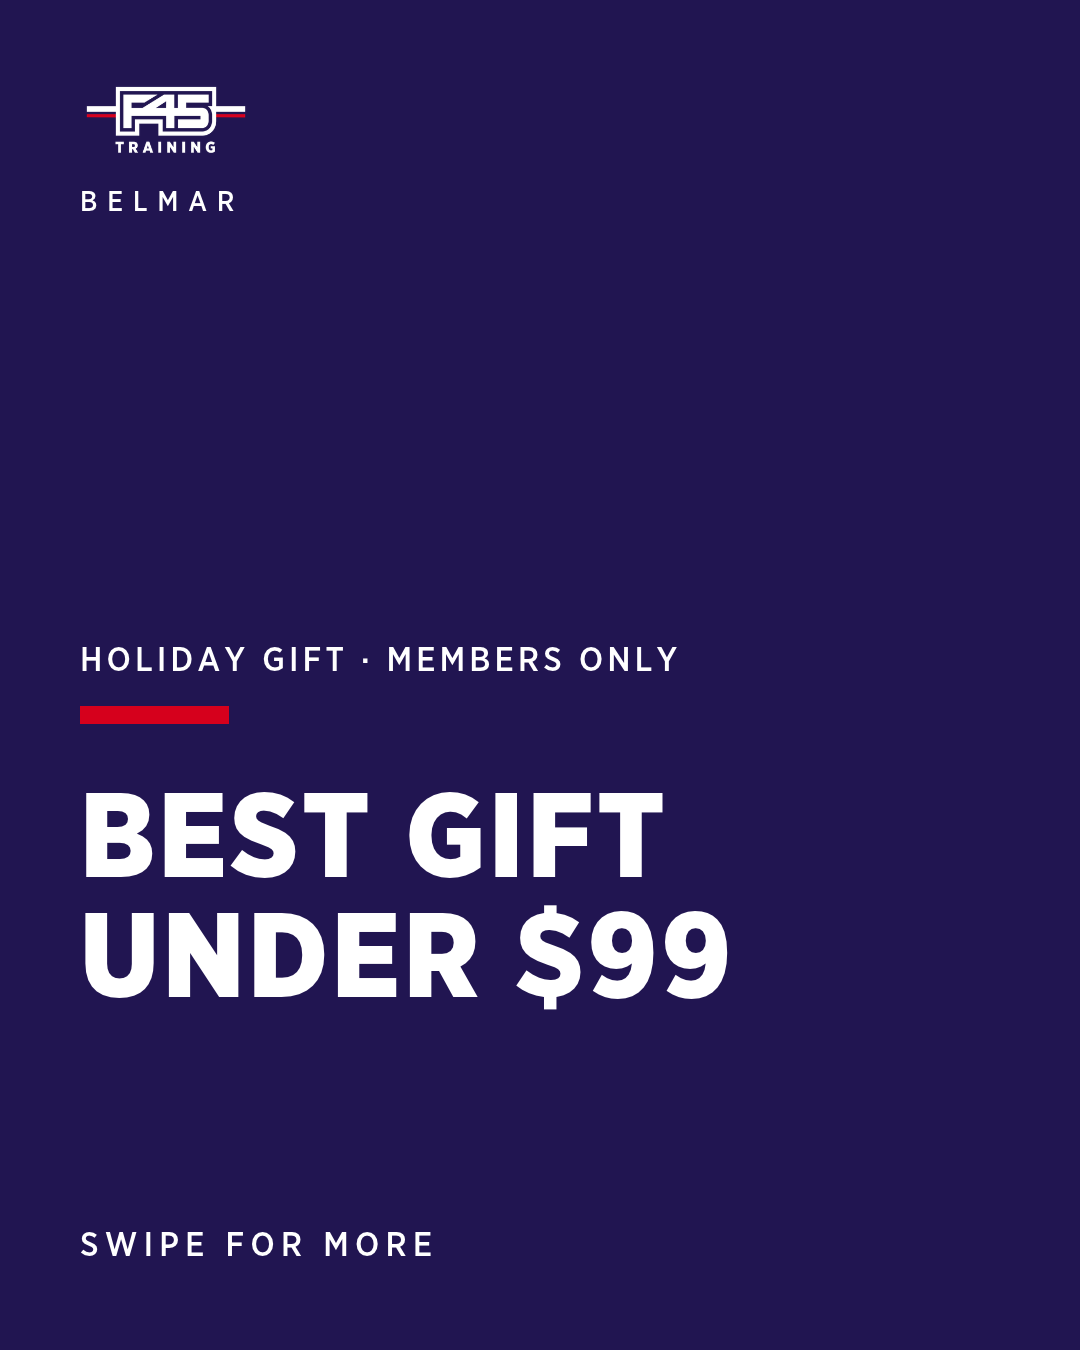 F45
TRAINING
BELMAR
HOLIDAY GIFT · MEMBERS ONLY
BEST GIFT
UNDER $99
SWIPE FOR MORE